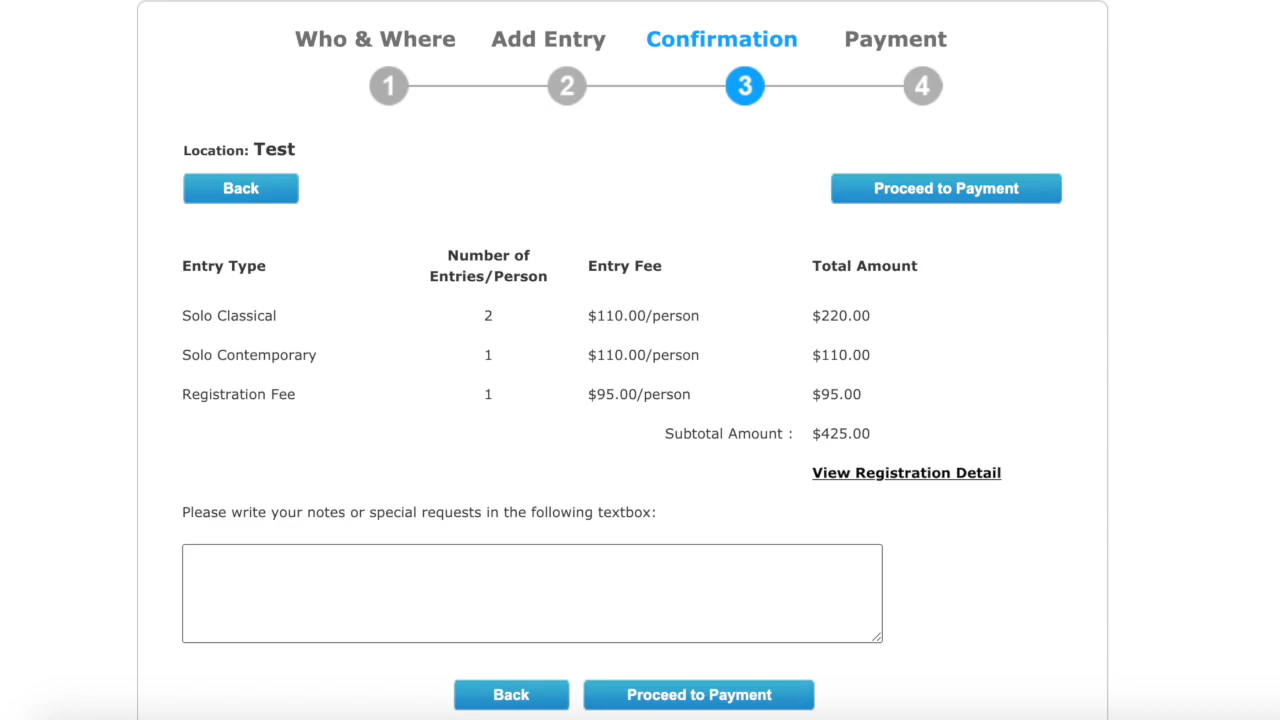 Who & Where Add Entry Confirmation Payment
1 2 3 4
Location: Test
Back Proceed to Payment
Entry Type Number of Entries/Person Entry Fee Total Amount
Solo Classical 2 $110.00/person $220.00
Solo Contemporary 1 $110.00/person $110.00
Registration Fee 1 $95.00/person $95.00
Subtotal Amount : $425.00
View Registration Detail
Please write your notes or special requests in the following textbox:
Back Proceed to Payment